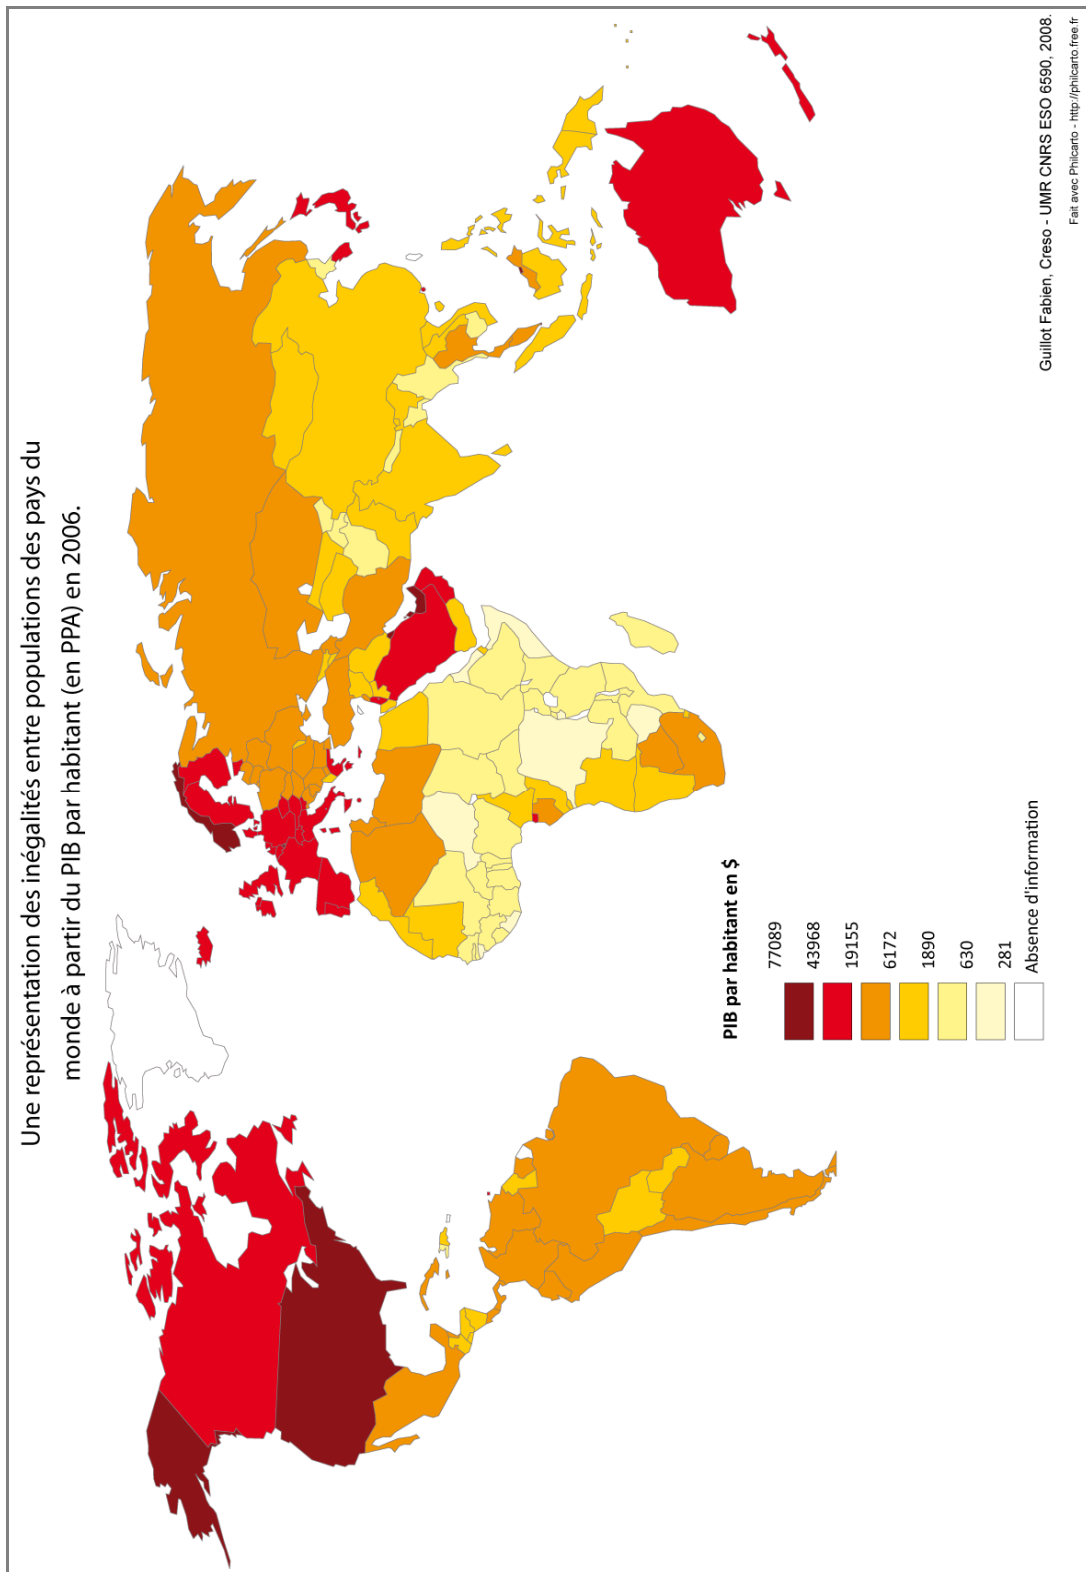 Une représentation des inégalités entre populations des pays du
monde à partir du PIB par habitant (en PPA) en 2006.
PIB par habitant en $
77089
43968
19155
6172
1890
630
281
Absence d'information
Guillot Fabien, Creso - UMR CNRS ESO 6590, 2008.
Fait avec Philcarto - http://philcarto.free.fr